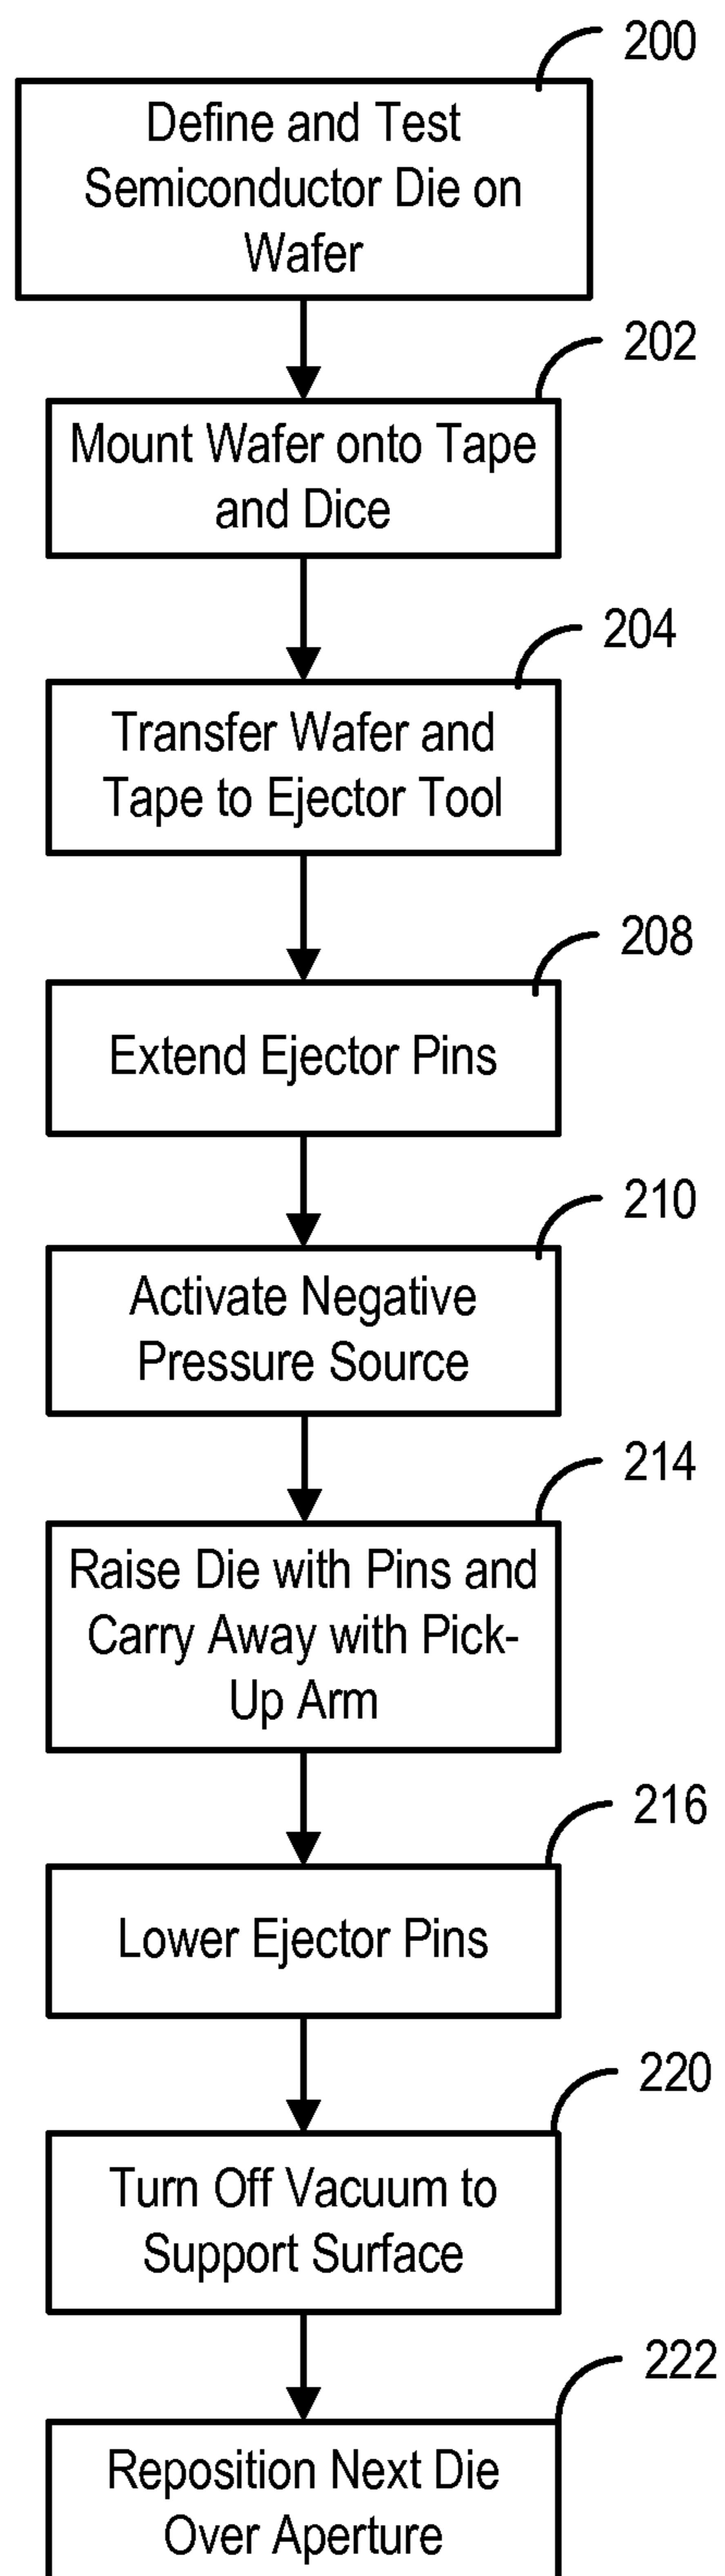 200
Define and Test
Semiconductor Die on
Wafer
202
Mount Wafer onto Tape
and Dice
204
Transfer Wafer and
Tape to Ejector Tool
208
Extend Ejector Pins
210
Activate Negative
Pressure Source
214
Raise Die with Pins and
Carry Away with Pick-
Up Arm
216
Lower Ejector Pins
220
Turn Off Vacuum to
Support Surface
222
Reposition Next Die
Over Aperture